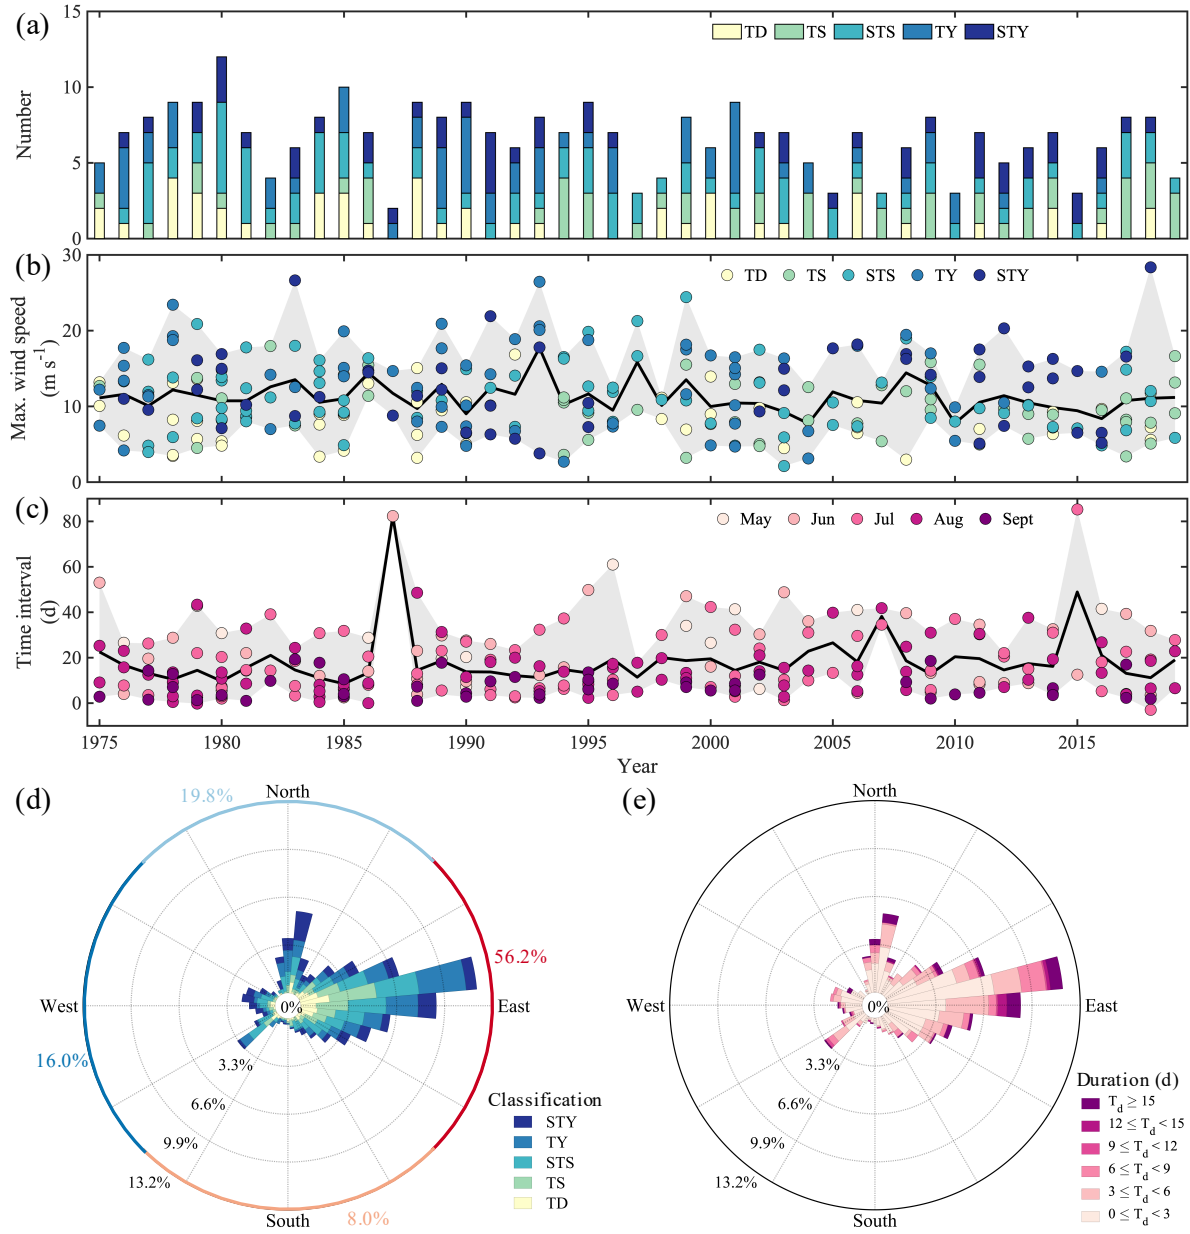 (a)
15
10
5
0
Number
TD TS STS TY STY
(b)
30
20
10
0
Max. wind speed
(m s⁻¹)
TD TS STS TY STY
(c)
80
60
40
20
0
Time interval
(d)
May Jun Jul Aug Sept
1975 1980 1985 1990 1995 2000 2005 2010 2015
Year
(d)
19.8%
North
56.2%
West
0%
East
16.0%
3.3%
6.6%
9.9%
13.2%
South
8.0%
Classification
STY
TY
STS
TS
TD
(e)
North
West
0%
East
3.3%
6.6%
9.9%
13.2%
South
Duration (d)
T_d ≥ 15
12 ≤ T_d < 15
9 ≤ T_d < 12
6 ≤ T_d < 9
3 ≤ T_d < 6
0 ≤ T_d < 3